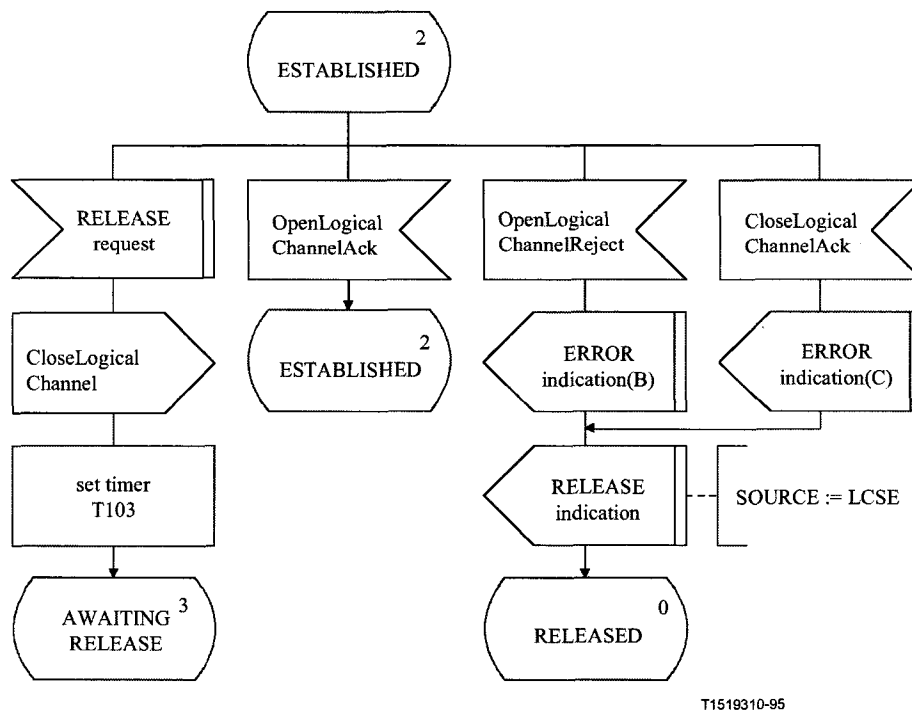 2
ESTABLISHED
RELEASE
request
OpenLogical
ChannelAck
OpenLogical
ChannelReject
CloseLogical
ChannelAck
CloseLogical
Channel
2
ESTABLISHED
ERROR
indication(B)
ERROR
indication(C)
set timer
T103
RELEASE
indication
SOURCE := LCSE
3
AWAITING
RELEASE
0
RELEASED
T1519310-95